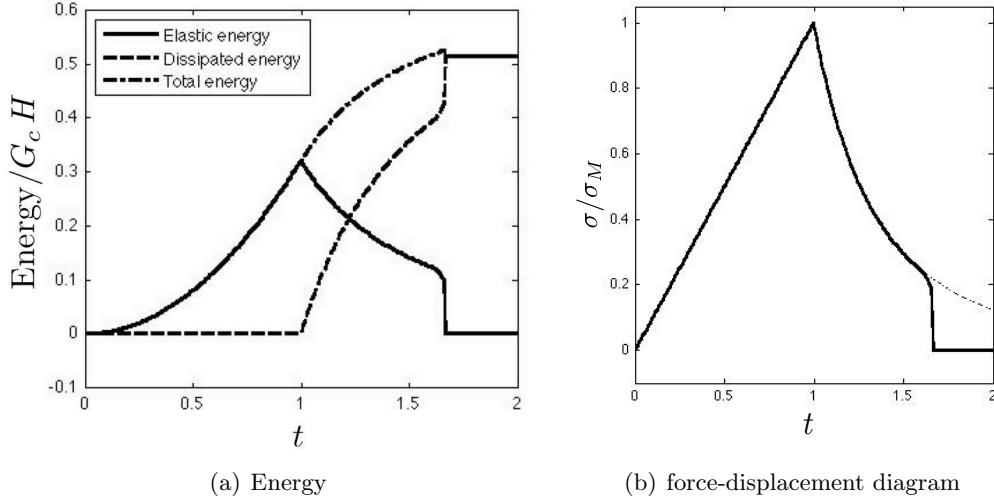 0.6
0.5
0.4
0.3
0.2
0.1
0
-0.1
Energy/G_c H
Elastic energy
Dissipated energy
Total energy
0 0.5 1 1.5 2
t
(a) Energy
1
0.8
0.6
0.4
0.2
0
σ/σ_M
0 0.5 1 1.5 2
t
(b) force-displacement diagram